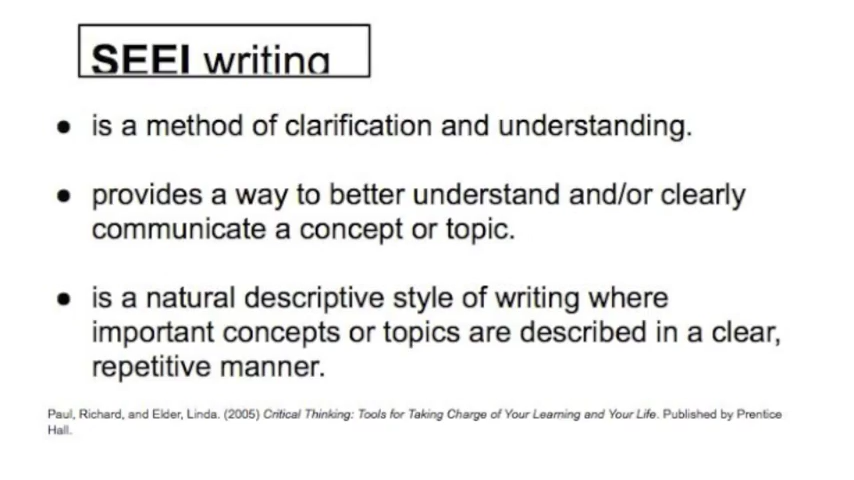 SEEI writing
● is a method of clarification and understanding.
● provides a way to better understand and/or clearly
communicate a concept or topic.
● is a natural descriptive style of writing where
important concepts or topics are described in a clear,
repetitive manner.
Paul, Richard, and Elder, Linda. (2005) Critical Thinking: Tools for Taking Charge of Your Learning and Your Life. Published by Prentice
Hall.